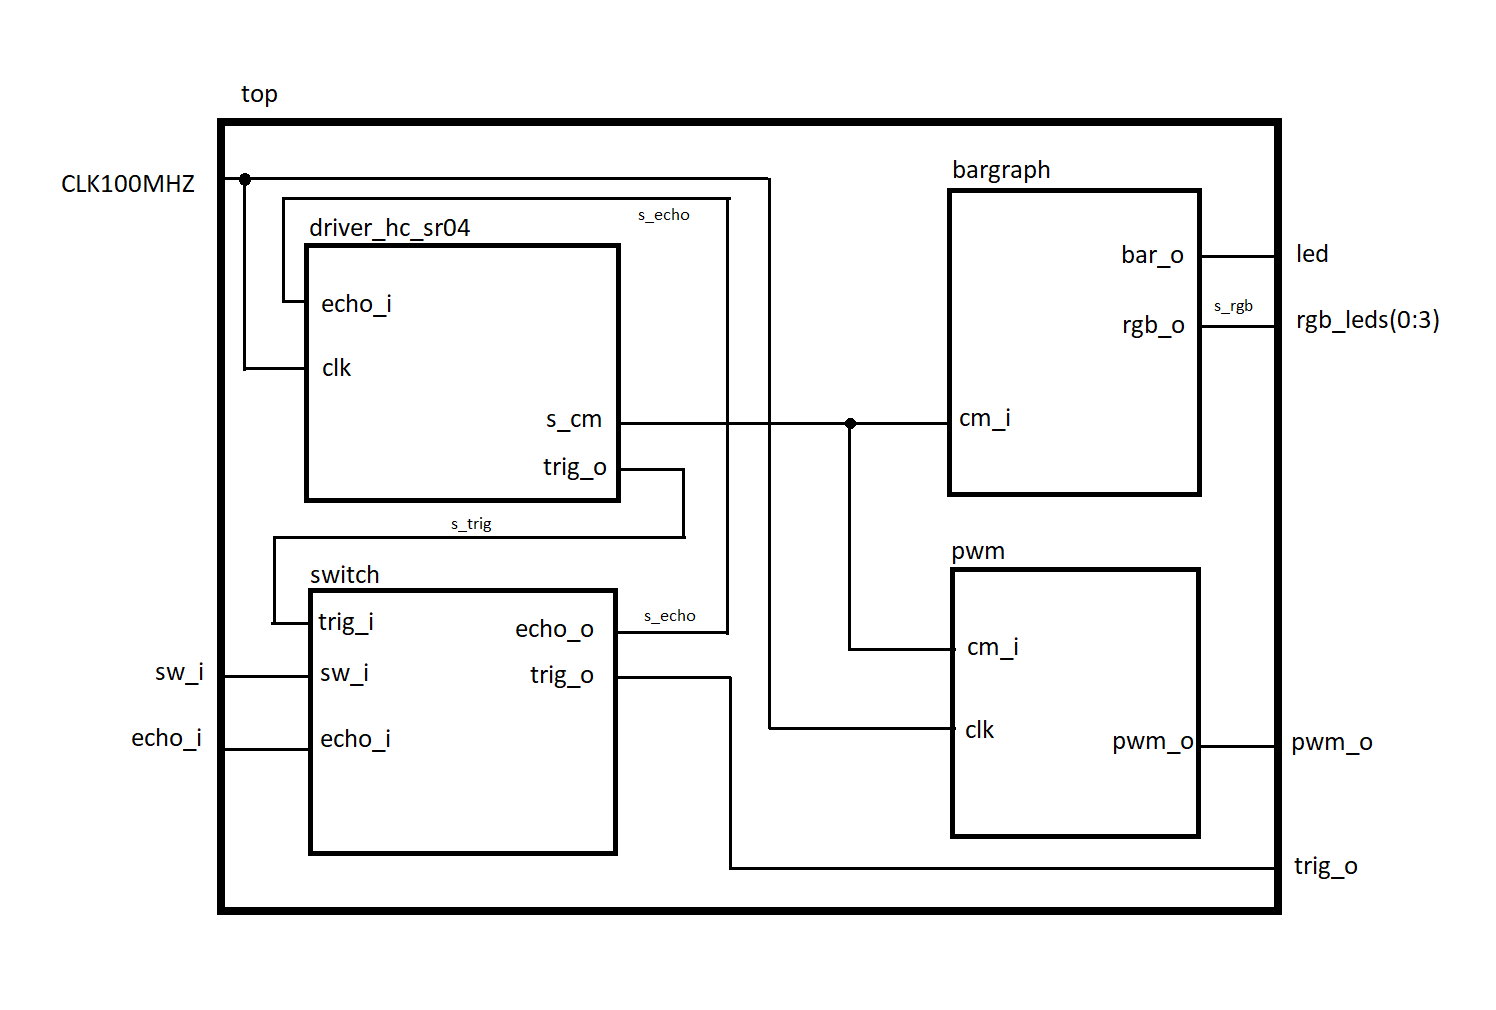 top
CLK100MHZ
bargraph
s_echo
driver_hc_sr04
bar_o
led
echo_i
s_rgb
rgb_o
rgb_leds(0:3)
clk
s_cm
cm_i
trig_o
s_trig
pwm
switch
trig_i
s_echo
echo_o
cm_i
sw_i
sw_i
trig_o
clk
echo_i
echo_i
pwm_o
pwm_o
trig_o